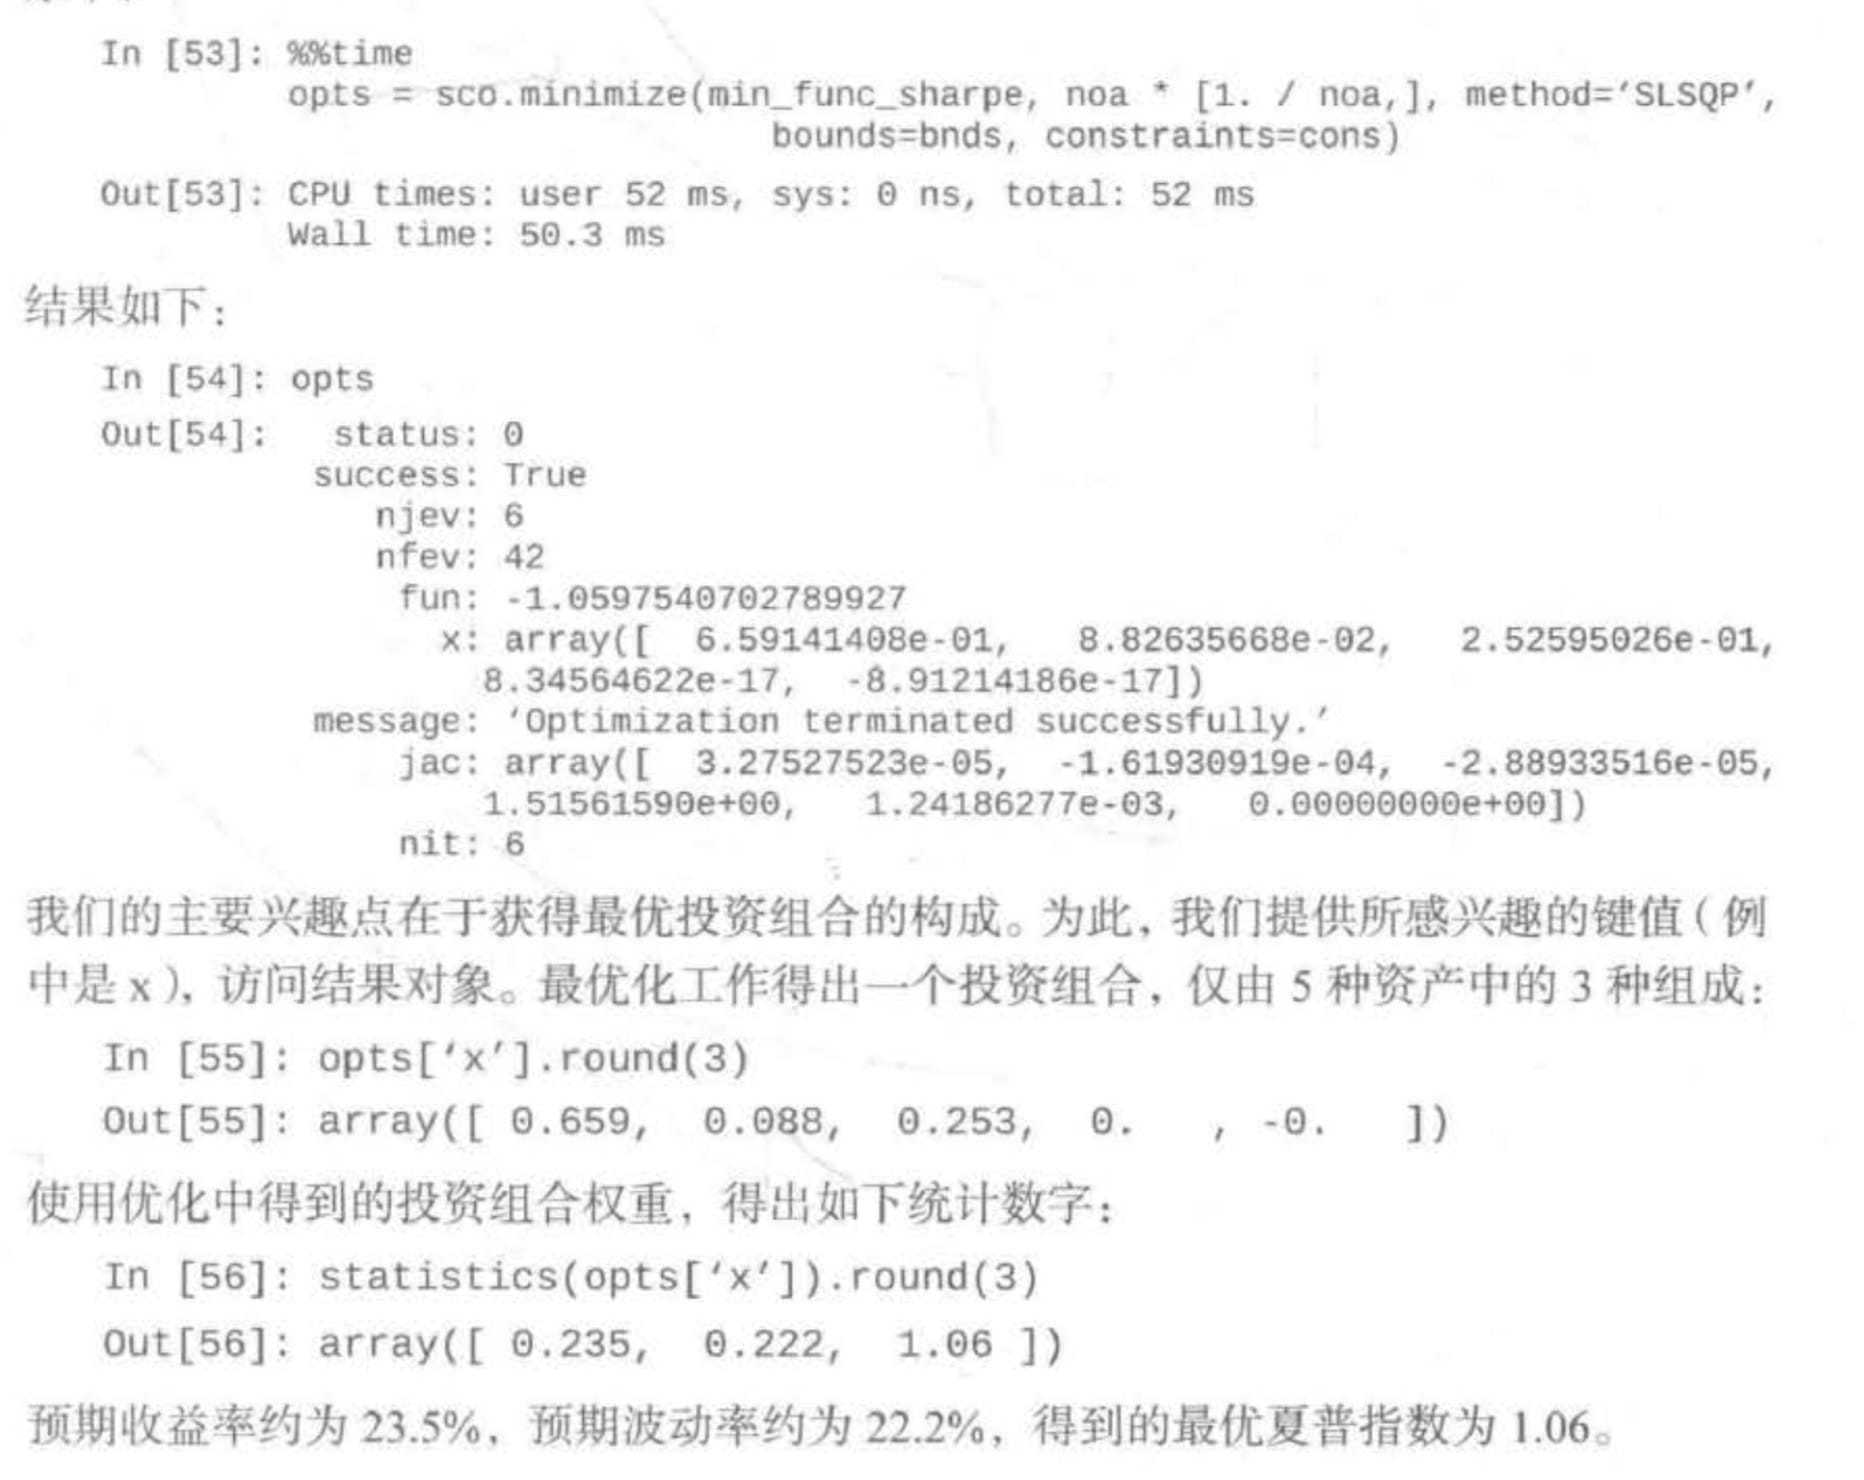 In [53]: %%time
opts = sco.minimize(min_func_sharpe, noa * [1. / noa,], method=‘SLSQP’,
bounds=bnds, constraints=cons)
Out[53]: CPU times: user 52 ms, sys: 0 ns, total: 52 ms
Wall time: 50.3 ms
结果如下：
In [54]: opts
Out[54]: status: 0
success: True
njev: 6
nfev: 42
fun: -1.0597540702789927
x: array([ 6.59141408e-01, 8.82635668e-02, 2.52595026e-01,
8.34564622e-17, -8.91214186e-17])
message: ‘Optimization terminated successfully.’
jac: array([ 3.27527523e-05, -1.61930919e-04, -2.88933516e-05,
1.51561590e+00, 1.24186277e-03, 0.00000000e+00])
nit: 6
我们的主要兴趣点在于获得最优投资组合的构成。为此，我们提供所感兴趣的键值（例
中是 x），访问结果对象。最优化工作得出一个投资组合，仅由 5 种资产中的 3 种组成：
In [55]: opts[‘x’].round(3)
Out[55]: array([ 0.659, 0.088, 0.253, 0. , -0. ])
使用优化中得到的投资组合权重，得出如下统计数字：
In [56]: statistics(opts[‘x’]).round(3)
Out[56]: array([ 0.235, 0.222, 1.06 ])
预期收益率约为 23.5%，预期波动率约为 22.2%，得到的最优夏普指数为 1.06。